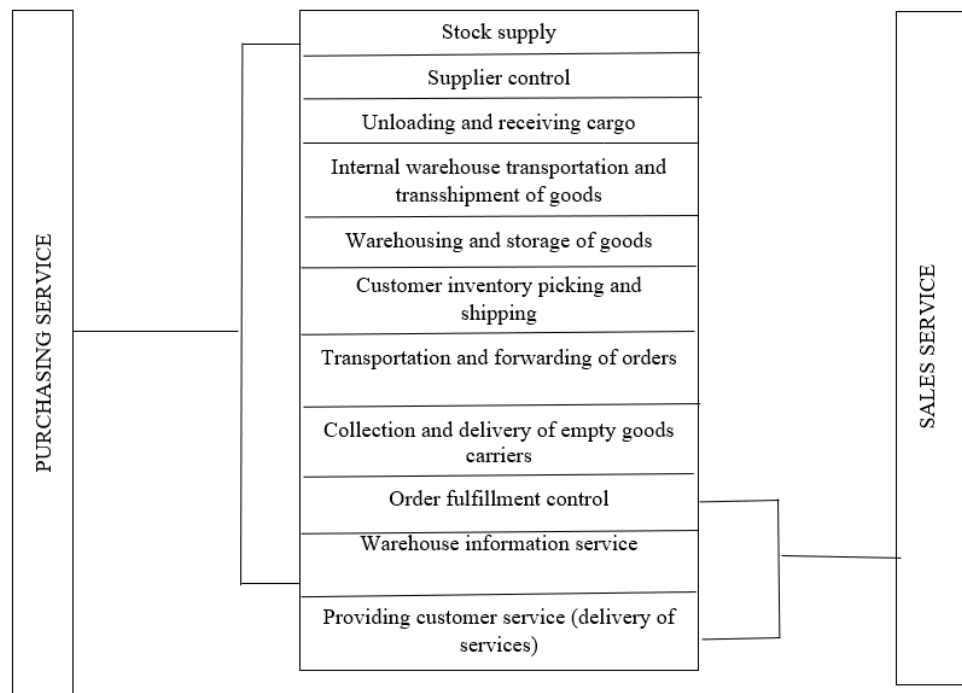 PURCHASING SERVICE
Stock supply
Supplier control
Unloading and receiving cargo
Internal warehouse transportation and
transshipment of goods
Warehousing and storage of goods
Customer inventory picking and
shipping
Transportation and forwarding of orders
Collection and delivery of empty goods
carriers
Order fulfillment control
Warehouse information service
Providing customer service (delivery of
services)
SALES SERVICE